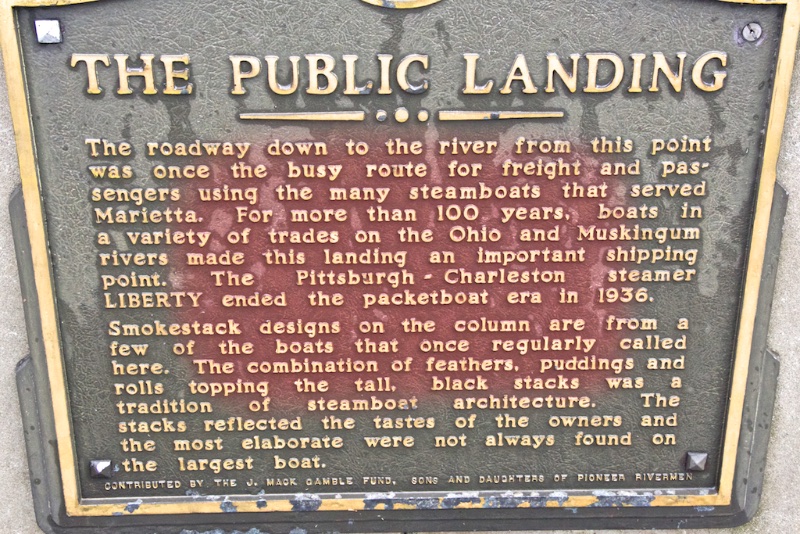 THE PUBLIC LANDING
The roadway down to the river from this point
was once the busy route for freight and pas-
sengers using the many steamboats that served
Marietta. For more than 100 years, boats in
a variety of trades on the Ohio and Muskingum
rivers made this landing an important shipping
point. The Pittsburgh - Charleston steamer
LIBERTY ended the packetboat era in 1936.
Smokestack designs on the column are from a
few of the boats that once regularly called
here. The combination of feathers, puddings and
rolls topping the tall, black stacks was a
tradition of steamboat architecture. The
stacks reflected the tastes of the owners and
the most elaborate were not always found on
the largest boat.
CONTRIBUTED BY THE J. MACK GAMBLE FUND, SONS AND DAUGHTERS OF PIONEER RIVERMEN